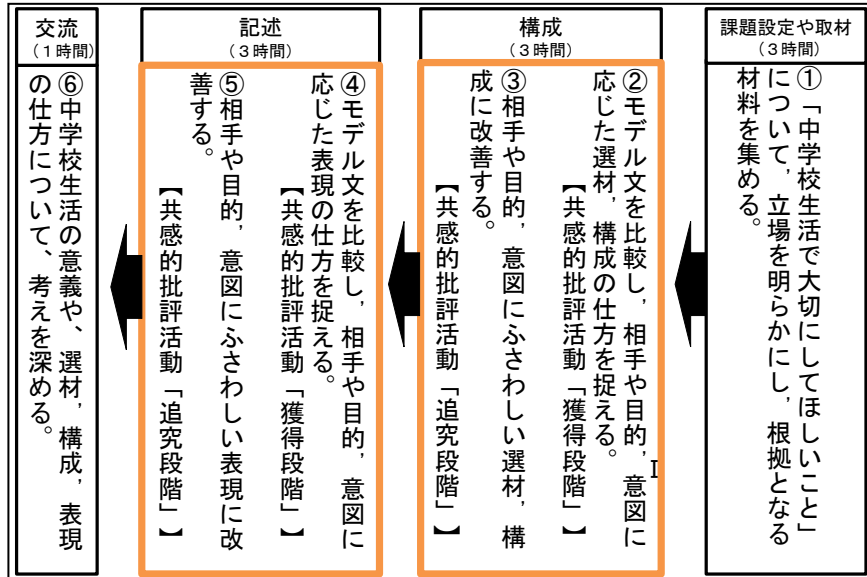 課題設定や取材
（３時間）
①「中学校生活で大切にしてほしいこと」
について，立場を明らかにし，根拠となる
材料を集める。
構成
（３時間）
②モデル文を比較し，相手や目的，意図に
応じた選材，構成の仕方を捉える。
【共感的批評活動「獲得段階」】
③相手や目的，意図にふさわしい選材，構
成に改善する。
【共感的批評活動「追究段階」】
記述
（３時間）
④モデル文を比較し，相手や目的，意図に
応じた表現の仕方を捉える。
【共感的批評活動「獲得段階」】
⑤相手や目的，意図にふさわしい表現に改
善する。
【共感的批評活動「追究段階」】
交流
（１時間）
⑥中学校生活の意義や、選材，構成，表現
の仕方について、考えを深める。